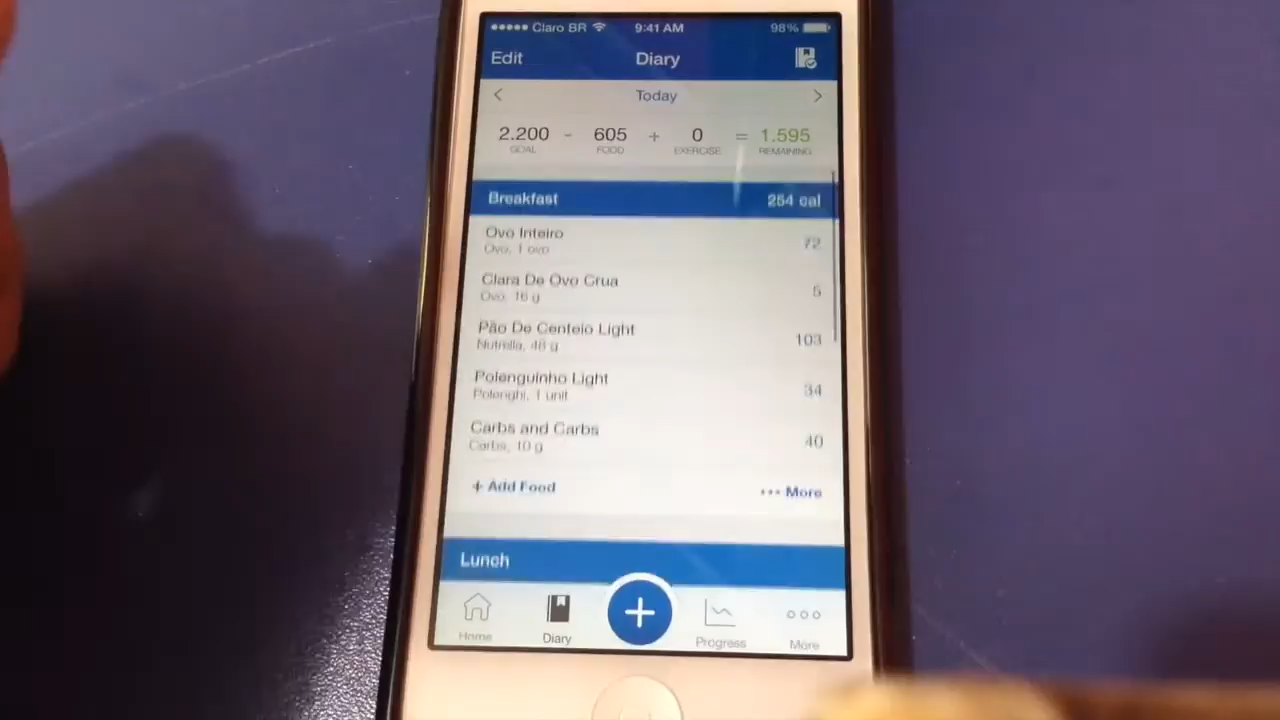 Claro BR 9:41 AM 98%
Edit Diary
Today
2.200 - 605 + 0 = 1.595
GOAL FOOD EXERCISE REMAINING
Breakfast 254 cal
Ovo Inteiro 72
Ovo, 1 ovo
Clara De Ovo Crua 5
Ovo, 16 g
Pão De Centeio Light 103
Nutrella, 46 g
Polenguinho Light 34
Polenghi, 1 unit
Carbs and Carbs 40
Carbs, 10 g
+ Add Food ••• More
Lunch
Home Diary + Progress More